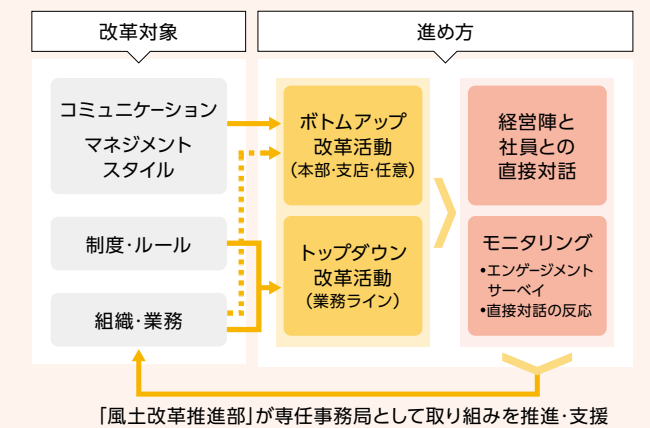 改革対象
進め方
コミュニケーション
マネジメント
スタイル
制度・ルール
組織・業務
ボトムアップ
改革活動
（本部・支店・任意）
トップダウン
改革活動
（業務ライン）
経営陣と
社員との
直接対話
モニタリング
•エンゲージメント
サーベイ
•直接対話の反応
「風土改革推進部」が専任事務局として取り組みを推進・支援